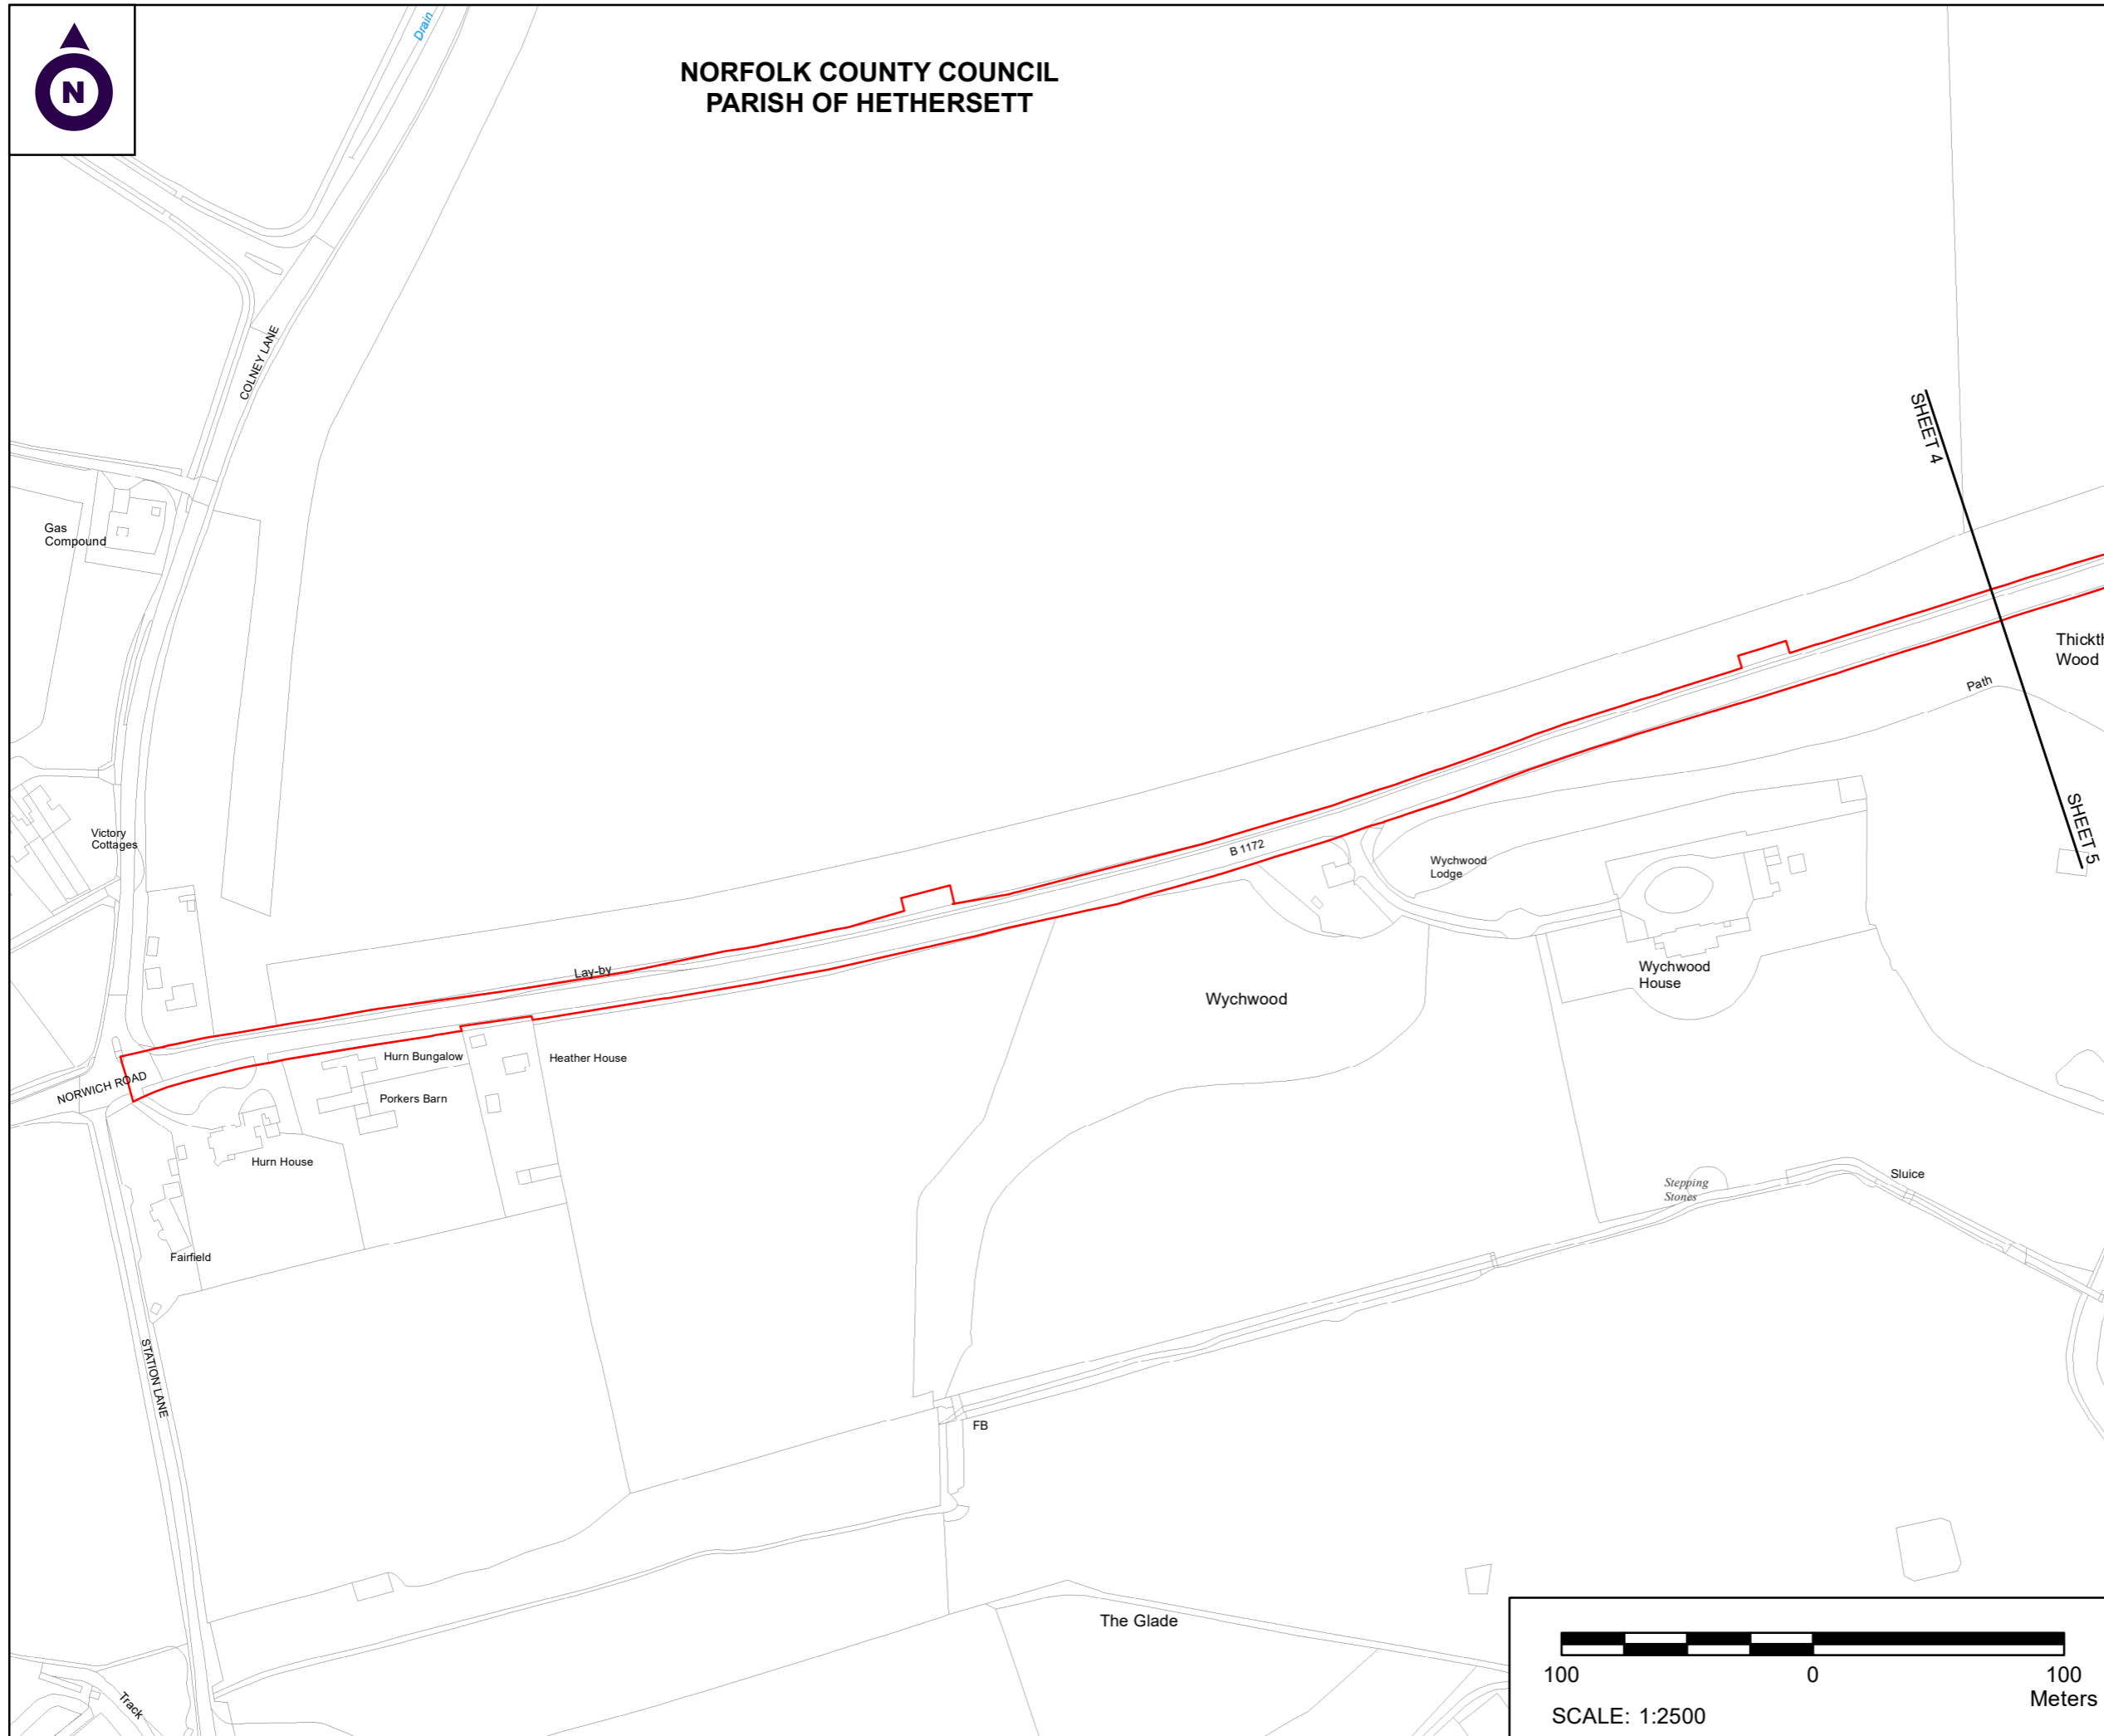 N
NORFOLK COUNTY COUNCIL
PARISH OF HETHERSETT
Drain
COLNEY LANE
SHEET 4
Gas
Compound
Thickth
Wood
Path
SHEET 5
Victory
Cottages
B 1172
Wychwood
Lodge
Lay-by
Wychwood
House
Wychwood
NORWICH ROAD
Hurn Bungalow
Heather House
Porkers Barn
Hurn House
Stepping
Stones
Sluice
Fairfield
STATION LANE
FB
The Glade
Track
100
0
100
Meters
SCALE: 1:2500